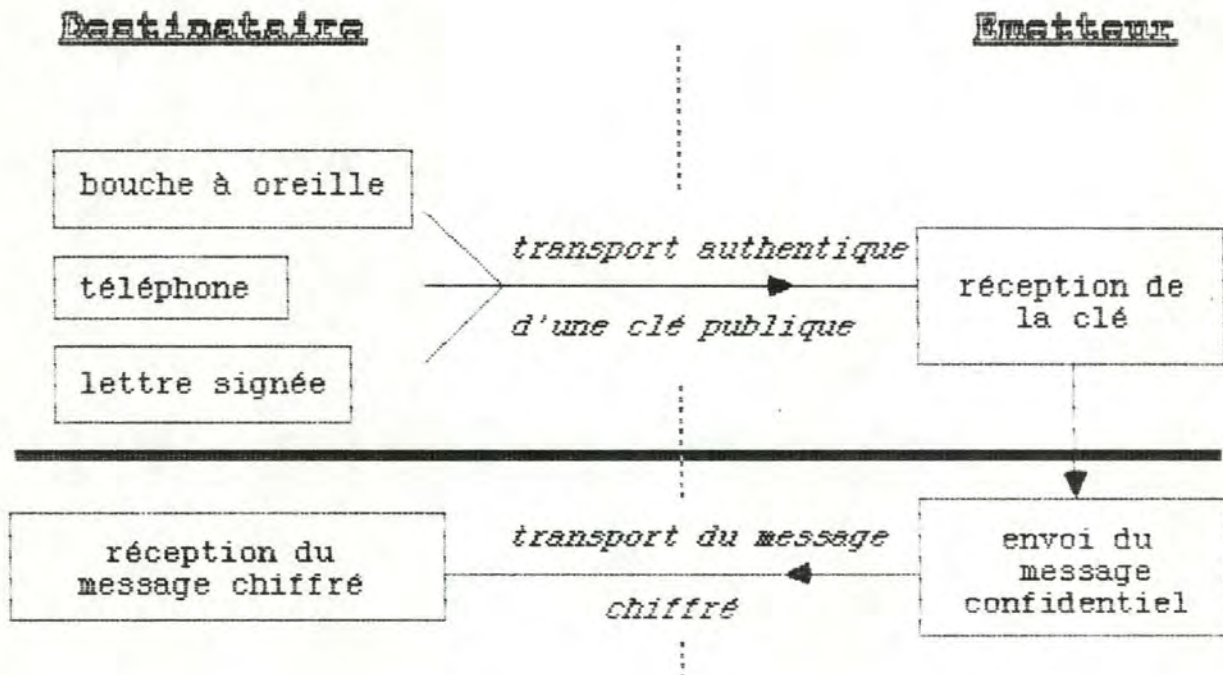 Destinataire
Emetteur
bouche à oreille
téléphone
lettre signée
transport authentique
d'une clé publique
réception de
la clé
réception du
message chiffré
transport du message
chiffré
envoi du
message
confidentiel